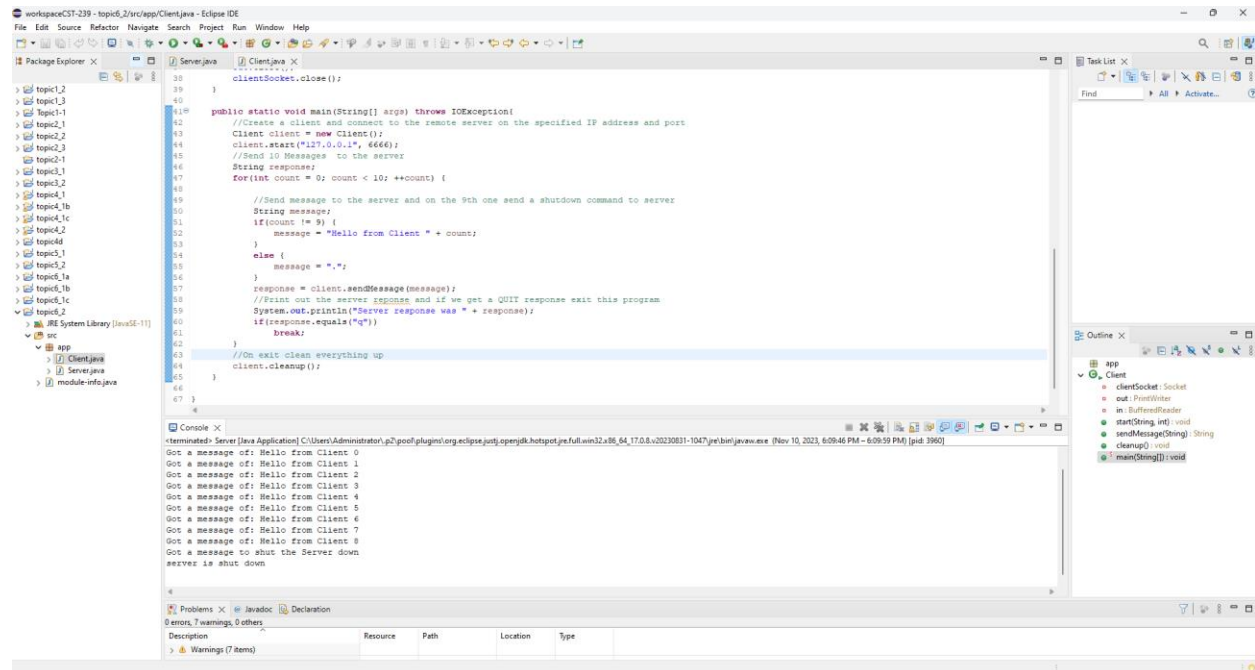 workspaceCST-239 - topic6_2/src/app/Client.java - Eclipse IDE
File Edit Source Refactor Navigate Search Project Run Window Help
Package Explorer
topic1_2
topic1_3
Topic1-1
topic2_1
topic2_2
topic2_3
topic2-1
topic3_1
topic3_2
topic4_1
topic4_1b
topic4_1c
topic4_2
topic4d
topic5_1
topic5_2
topic6_1a
topic6_1b
topic6_1c
topic6_2
JRE System Library [JavaSE-11]
src
app
Client.java
Server.java
module-info.java
Server.java Client.java
38 clientSocket.close();
39 }
40
41 public static void main(String[] args) throws IOException{
42 //Create a client and connect to the remote server on the specified IP address and port
43 Client client = new Client();
44 client.start("127.0.0.1", 6666);
45 //Send 10 Messages to the server
46 String response;
47 for(int count = 0; count < 10; ++count) {
48
49 //Send message to the server and on the 9th one send a shutdown command to server
50 String message;
51 if(count != 9) {
52 message = "Hello from Client " + count;
53 }
54 else {
55 message = ".";
56 }
57 response = client.sendMessage(message);
58 //Print out the server reponse and if we get a QUIT response exit this program
59 System.out.println("Server response was " + response);
60 if(response.equals("q"))
61 break;
62 }
63 //On exit clean everything up
64 client.cleanup();
65 }
66
67 }
Console
<terminated> Server [Java Application] C:\Users\Administrator\.p2\pool\plugins\org.eclipse.justj.openjdk.hotspot.jre.full.win32.x86_64_17.0.8.v20230831-1047\jre\bin\javaw.exe (Nov 10, 2023, 6:09:46 PM – 6:09:59 PM) [pid: 3960]
Got a message of: Hello from Client 0
Got a message of: Hello from Client 1
Got a message of: Hello from Client 2
Got a message of: Hello from Client 3
Got a message of: Hello from Client 4
Got a message of: Hello from Client 5
Got a message of: Hello from Client 6
Got a message of: Hello from Client 7
Got a message of: Hello from Client 8
Got a message to shut the Server down
server is shut down
Problems Javadoc Declaration
0 errors, 7 warnings, 0 others
Description Resource Path Location Type
Warnings (7 items)
Task List
Find All Activate...
Outline
app
Client
clientSocket : Socket
out : PrintWriter
in : BufferedReader
start(String, int) : void
sendMessage(String) : String
cleanup() : void
main(String[]) : void